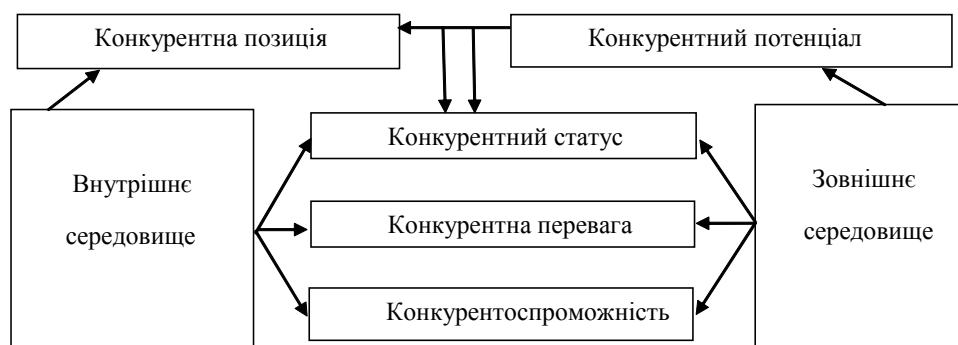 Конкурентна позиція
Конкурентний потенціал
Конкурентний статус
Внутрішнє
середовище
Зовнішнє
середовище
Конкурентна перевага
Конкурентоспроможність